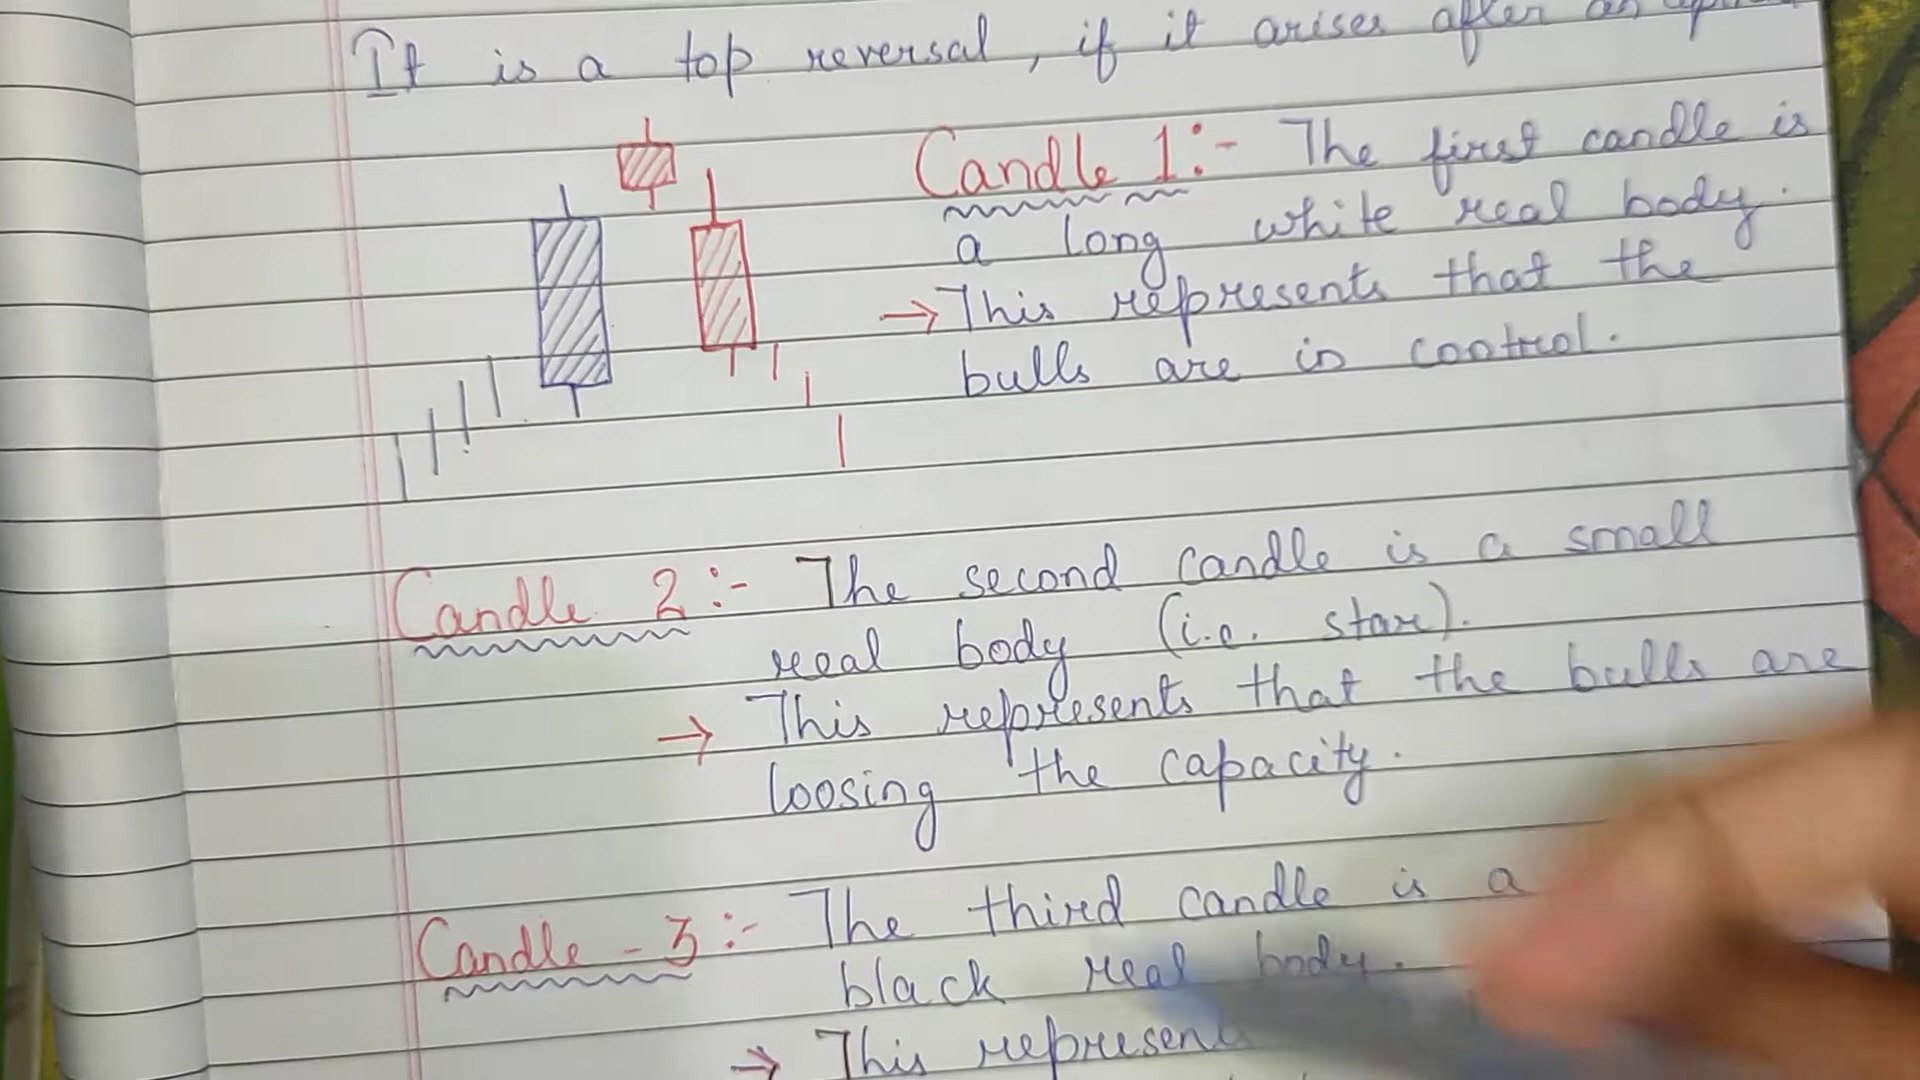 It is a top reversal, if it arises after an
Candle 1:- The first candle is
a long white real body.
→ This represents that the
bulls are in control.
Candle 2:- The second candle is a small
real body (i.e. star).
→ This represents that the bulls are
loosing the capacity.
Candle - 3:- The third candle is a
black real body.
→ This represents